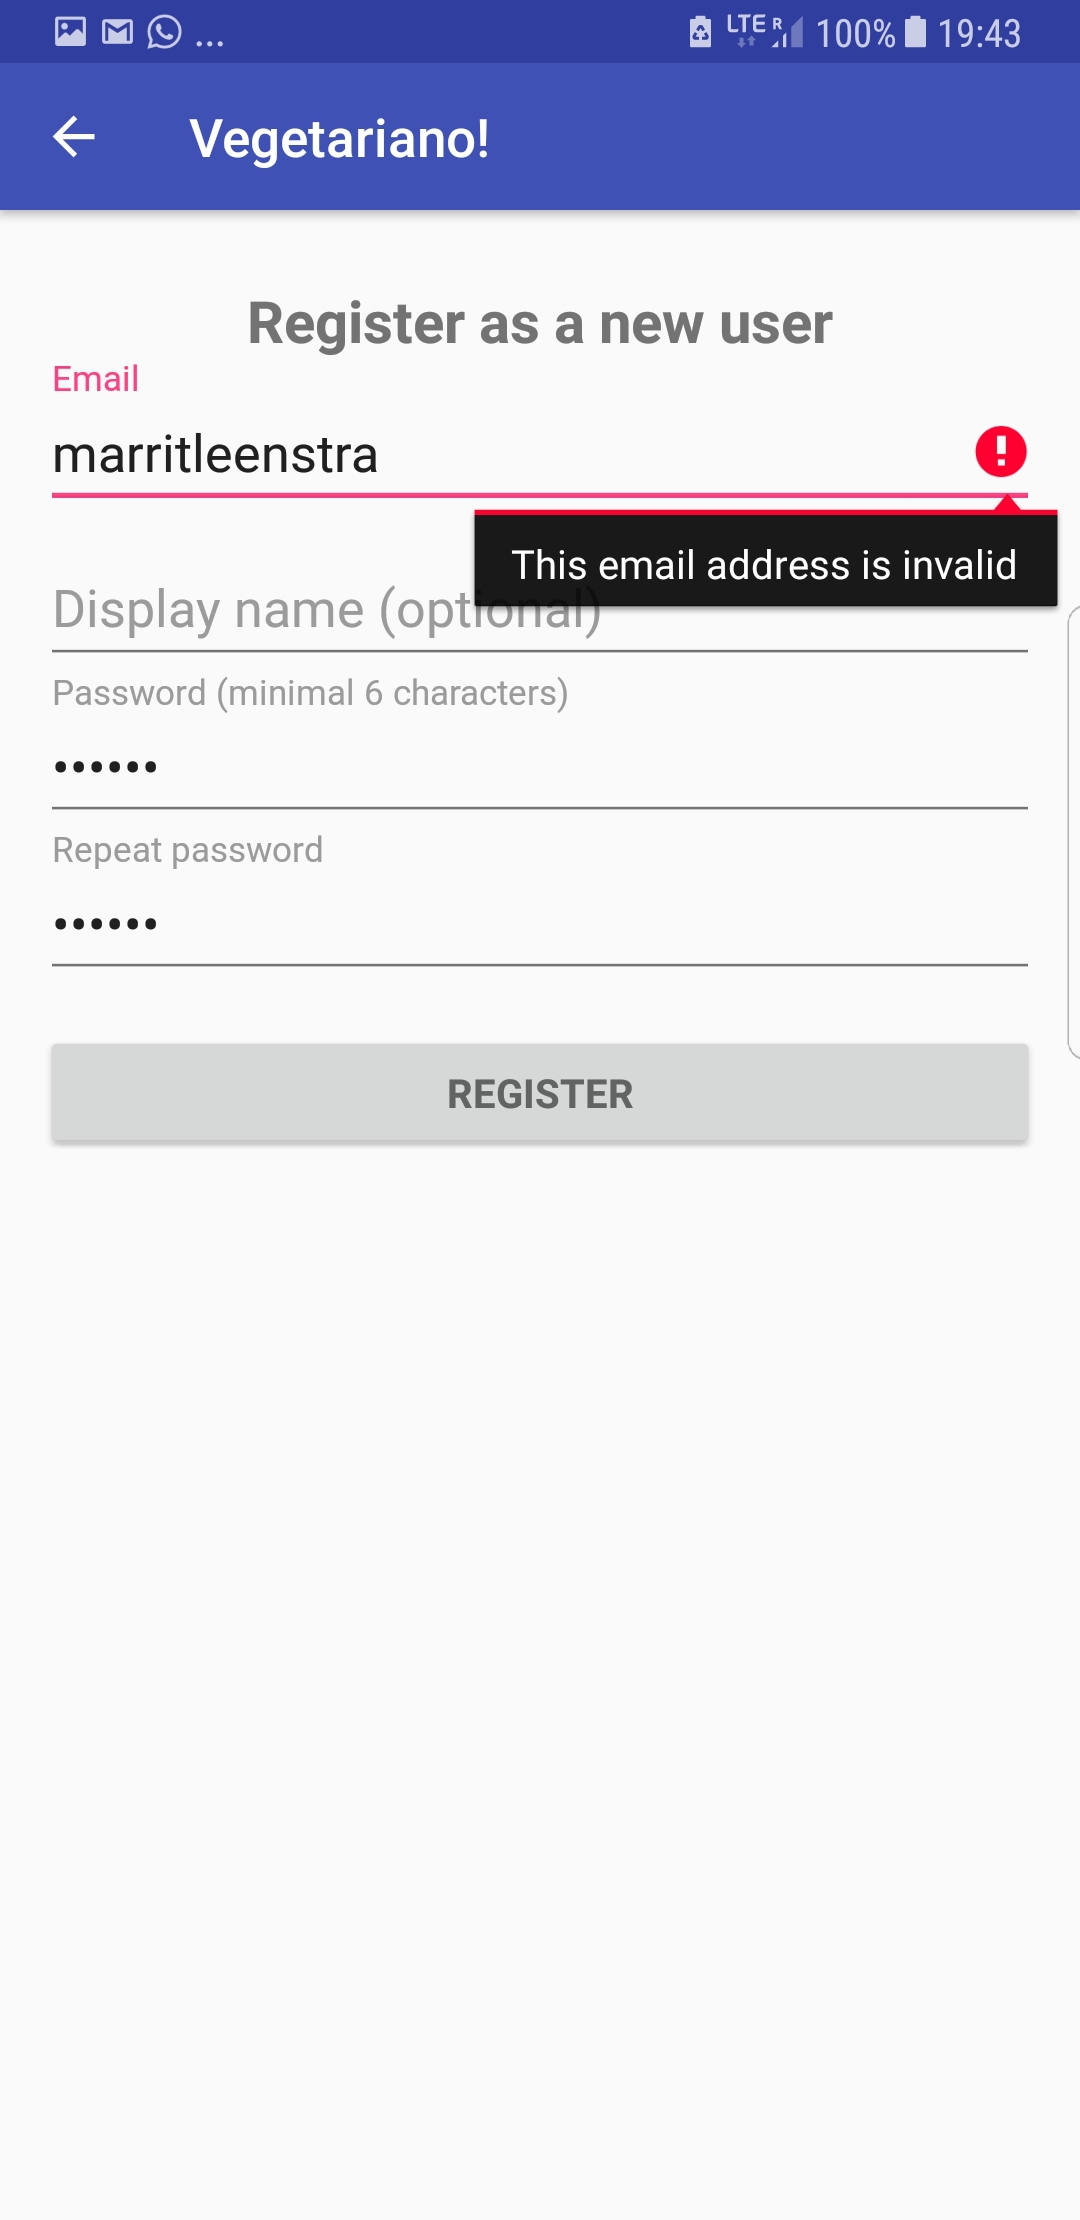 ... LTE R 100% 19:43
Vegetariano!
Register as a new user
Email
marritleenstra
This email address is invalid
Display name (optional)
Password (minimal 6 characters)
••••••
Repeat password
••••••
REGISTER